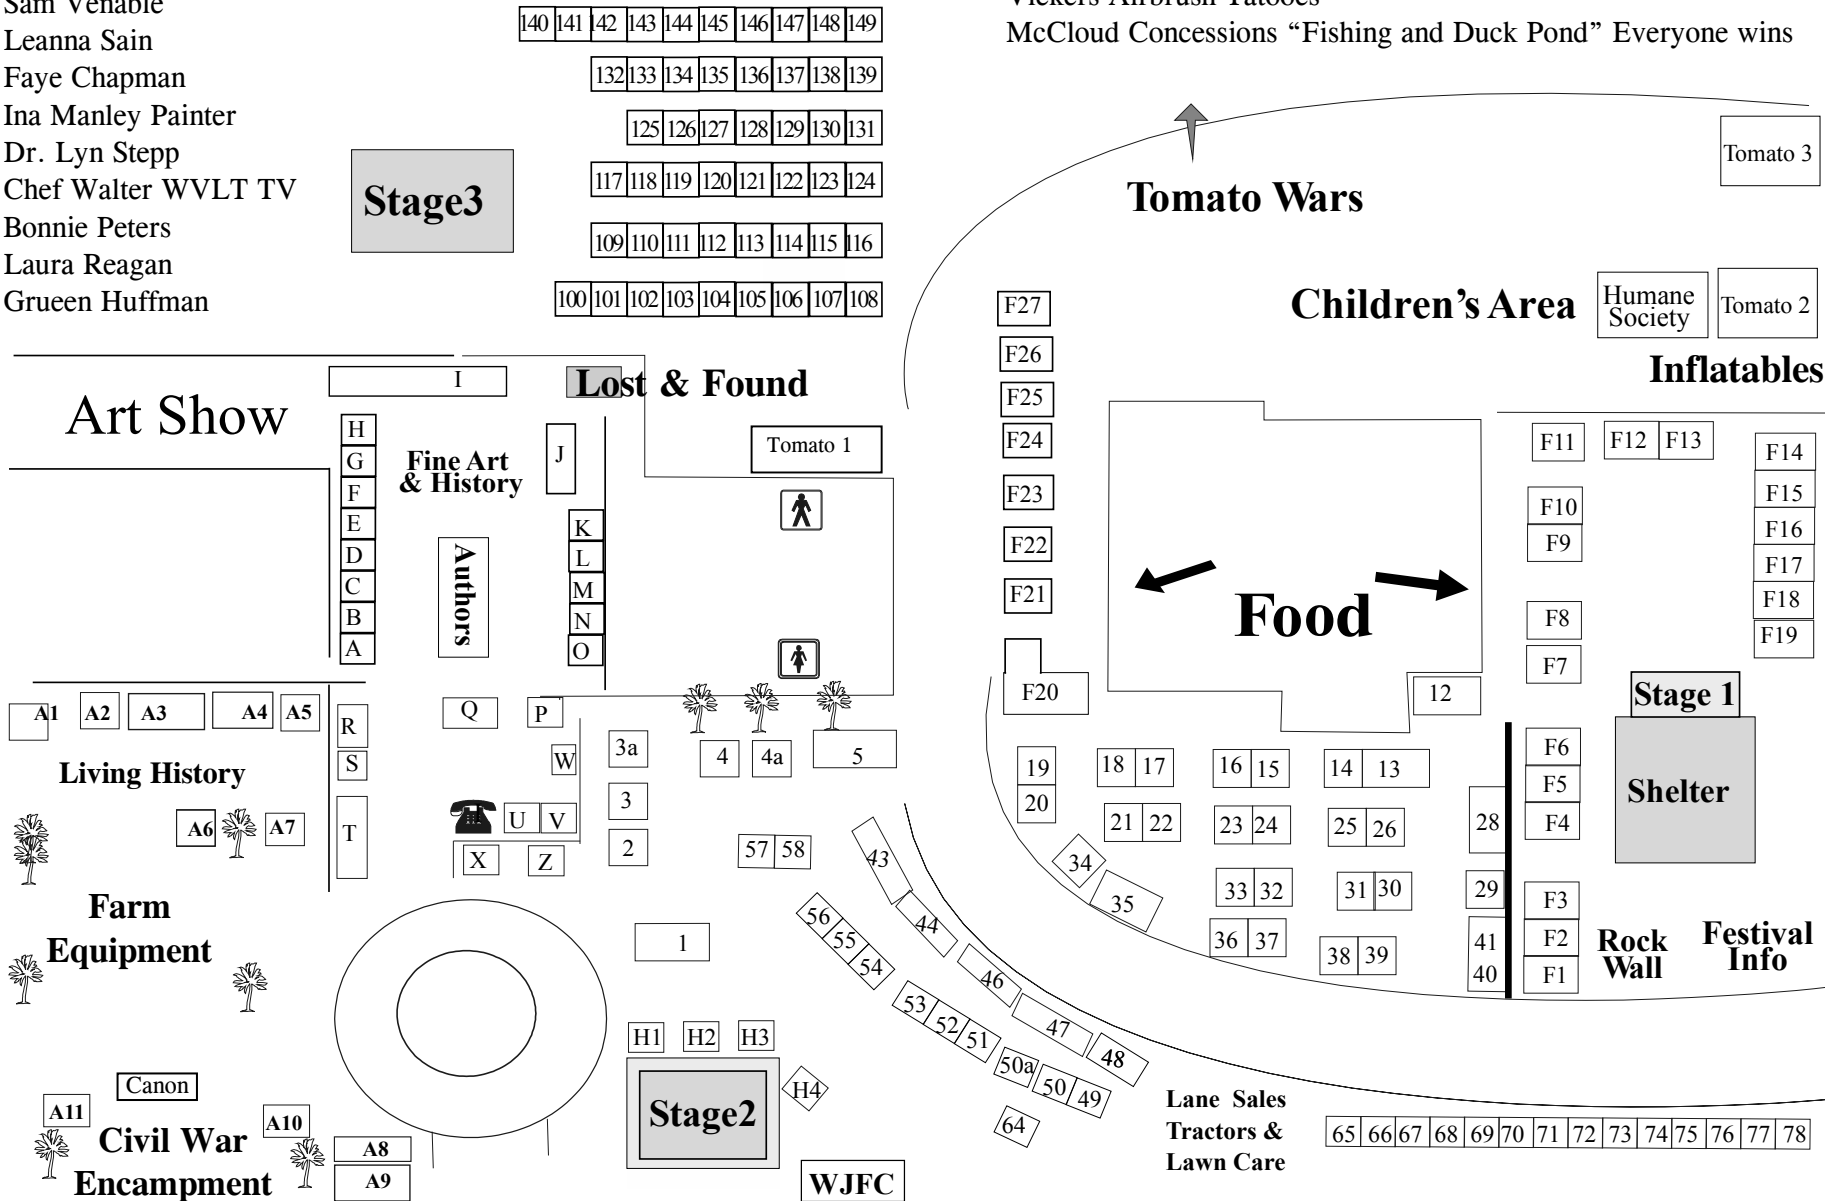 Sam Venable
Leanna Sain
Faye Chapman
Ina Manley Painter
Dr. Lyn Stepp
Chef Walter WVLT TV
Bonnie Peters
Laura Reagan
Grueen Huffman
Vickers Airbrush Tatooes
McCloud Concessions “Fishing and Duck Pond” Everyone wins
140 141 142 143 144 145 146 147 148 149
132 133 134 135 136 137 138 139
125 126 127 128 129 130 131
117 118 119 120 121 122 123 124
109 110 111 112 113 114 115 116
100 101 102 103 104 105 106 107 108
Stage3
Tomato Wars
Tomato 3
Children’s Area
Humane
Society
Tomato 2
Inflatables
Art Show
I
Lost & Found
H
G
F
E
D
C
B
A
Fine Art
& History
J
Authors
K
L
M
N
O
Tomato 1
F27
F26
F25
F24
F23
F22
F21
F20
Food
12
F11
F12 F13
F10
F9
F8
F7
F14
F15
F16
F17
F18
F19
Stage 1
Shelter
F6
F5
F4
F3
F2
F1
Rock
Wall
Festival
Info
A1 A2 A3 A4 A5
Living History
A6 A7
Farm
Equipment
R
S
T
Q
P
W
U V
X
Z
3a
3
2
1
4
4a
5
57 58
19
20
18 17
16 15
14 13
21 22
23 24
25 26
28
34
35
33 32
31 30
29
36 37
38 39
41
40
43
44
46
47
48
56
55
54
53
52
51
50a
50
49
64
Canon
A11
A10
Civil War
Encampment
A8
A9
H1 H2 H3
H4
Stage2
WJFC
Lane Sales
Tractors &
Lawn Care
65 66 67 68 69 70 71 72 73 74 75 76 77 78